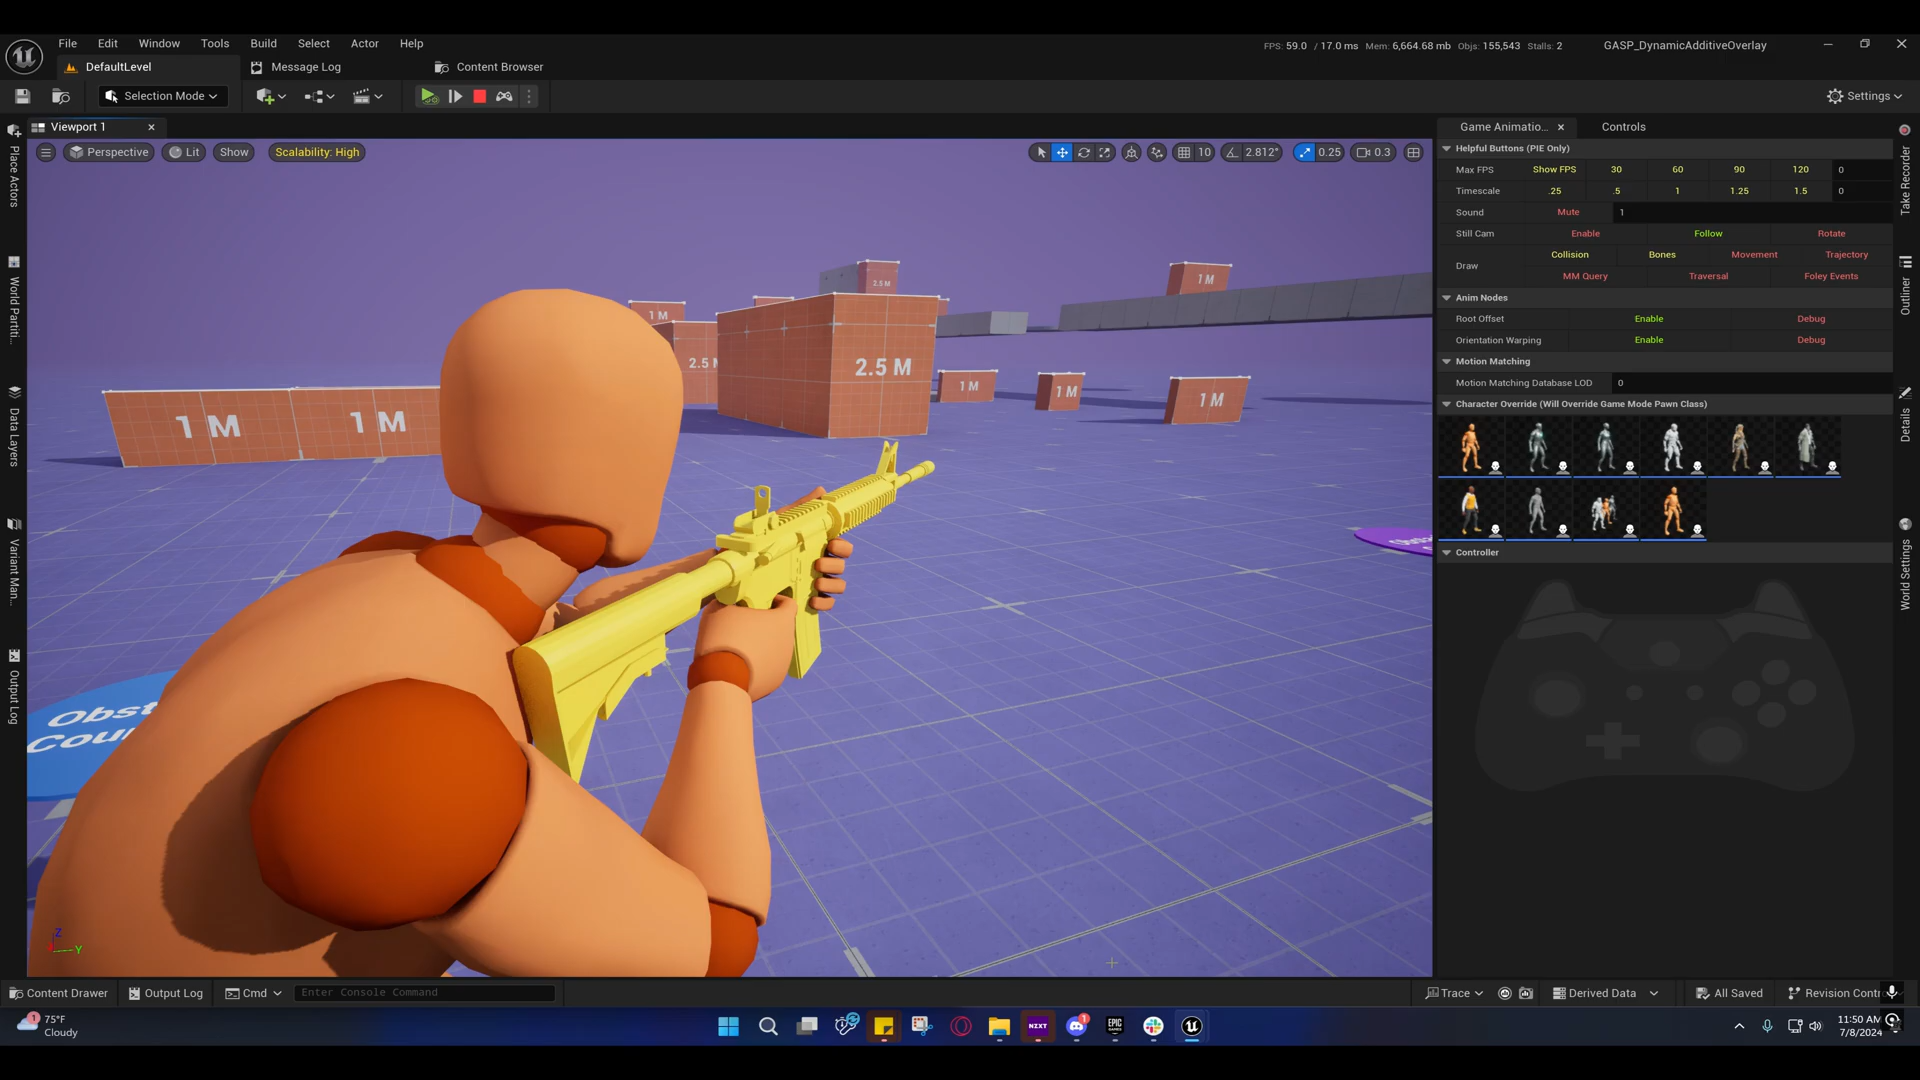 File Edit Window Tools Build Select Actor Help
FPS: 59.0 / 17.0 ms Mem: 6,664.68 mb Objs: 155,543 Stalls: 2 GASP_DynamicAdditiveOverlay
DefaultLevel Message Log Content Browser
Selection Mode Settings
Viewport 1 Game Animatio... Controls
Perspective Lit Show Scalability: High 10 2.812° 0.25 0.3
Place Actors
World Partiti...
Data Layers
Variant Man...
Output Log
1 M
1 M
1 M
2.5
2.5 M
2.5 M
1 M
1 M
1 M
1 M
Obst
Cour
Z
Y
Helpful Buttons (PIE Only)
Max FPS Show FPS 30 60 90 120 0
Timescale .25 .5 1 1.25 1.5 0
Sound Mute 1
Still Cam Enable Follow Rotate
Draw Collision Bones Movement Trajectory
MM Query Traversal Foley Events
Anim Nodes
Root Offset Enable Debug
Orientation Warping Enable Debug
Motion Matching
Motion Matching Database LOD 0
Character Override (Will Override Game Mode Pawn Class)
Controller
Take Recorder
Outliner
Details
World Settings
Content Drawer Output Log Cmd Enter Console Command Trace Derived Data All Saved Revision Contr
1 75°F
Cloudy
NZXT
1
EPIC
GAMES
11:50 AM
7/8/2024